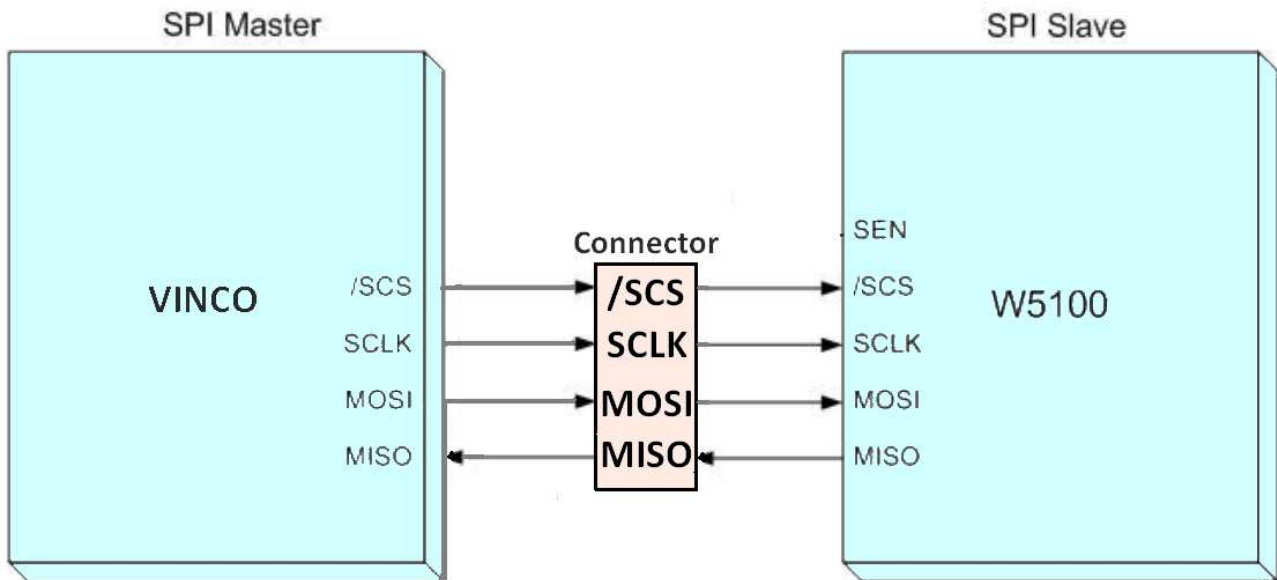 SPI Master
SPI Slave
VINCO
/SCS
SCLK
MOSI
MISO
Connector
/SCS
SCLK
MOSI
MISO
SEN
/SCS
SCLK
MOSI
MISO
W5100